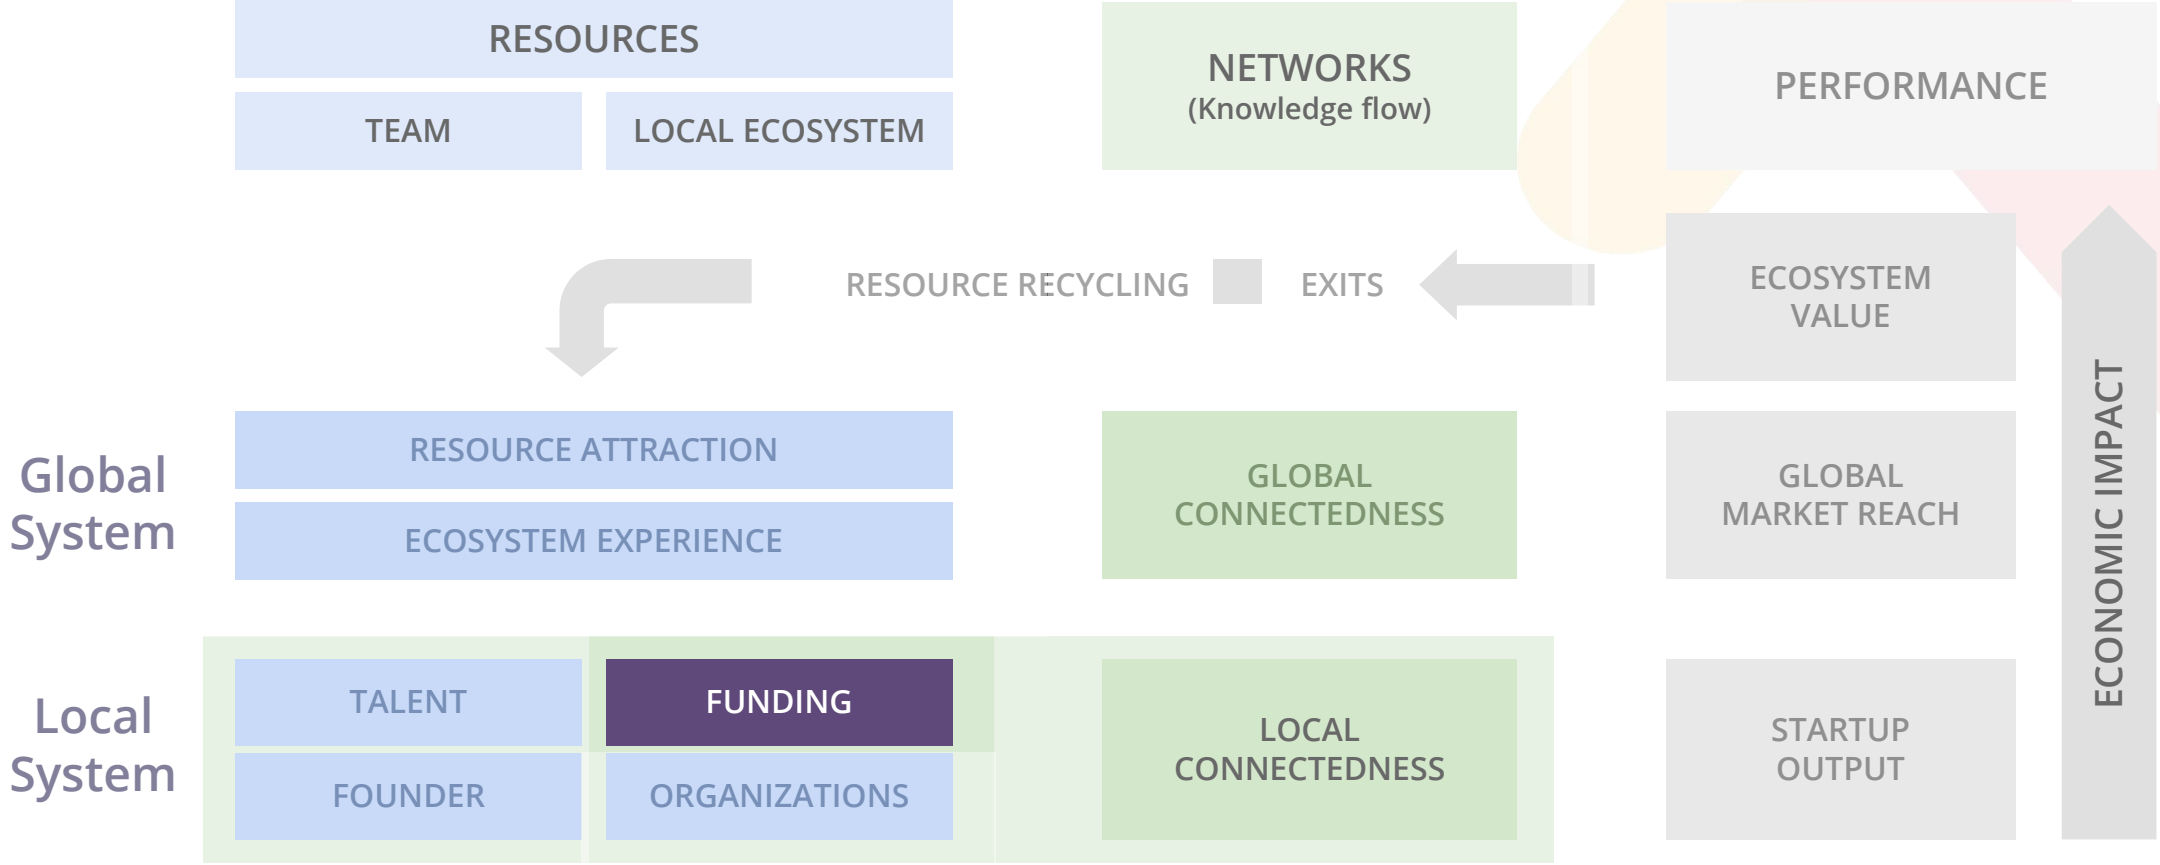 RESOURCES
TEAM
LOCAL ECOSYSTEM
NETWORKS
(Knowledge flow)
PERFORMANCE
RESOURCE RECYCLING
EXITS
ECOSYSTEM
VALUE
Global
System
RESOURCE ATTRACTION
ECOSYSTEM EXPERIENCE
GLOBAL
CONNECTEDNESS
GLOBAL
MARKET REACH
ECONOMIC IMPACT
Local
System
TALENT
FUNDING
FOUNDER
ORGANIZATIONS
LOCAL
CONNECTEDNESS
STARTUP
OUTPUT